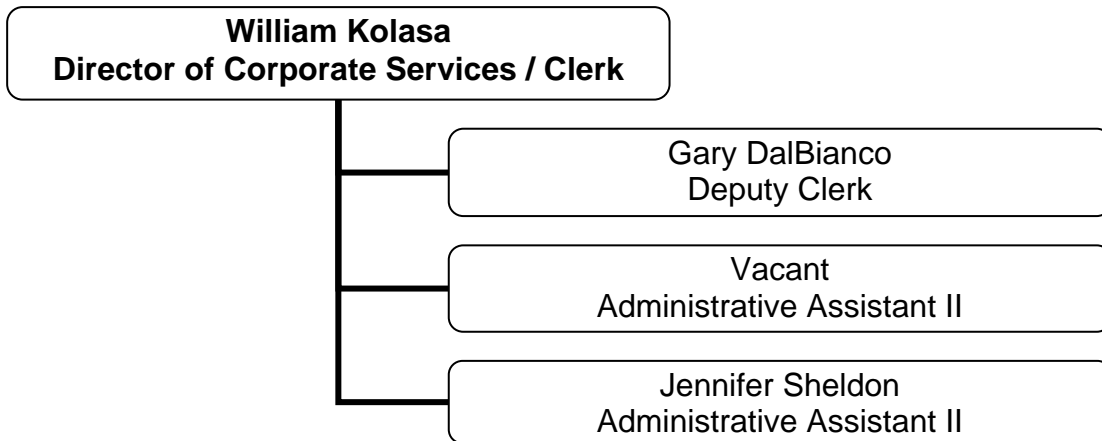 William Kolasa
Director of Corporate Services / Clerk
Gary DalBianco
Deputy Clerk
Vacant
Administrative Assistant II
Jennifer Sheldon
Administrative Assistant II